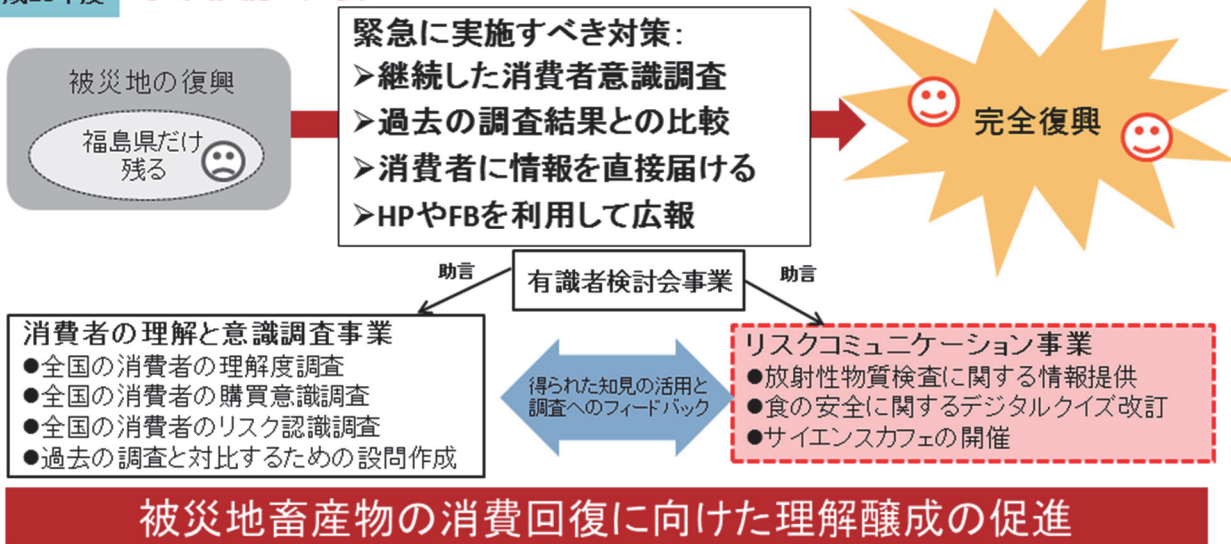 被災地の復興
福島県だけ
残る
緊急に実施すべき対策:
➢継続した消費者意識調査
➢過去の調査結果との比較
➢消費者に情報を直接届ける
➢HPやFBを利用して広報
完全復興
助言
有識者検討会事業
助言
消費者の理解と意識調査事業
●全国の消費者の理解度調査
●全国の消費者の購買意識調査
●全国の消費者のリスク認識調査
●過去の調査と対比するための設問作成
得られた知見の活用と
調査へのフィードバック
リスクコミュニケーション事業
●放射性物質検査に関する情報提供
●食の安全に関するデジタルクイズ改訂
●サイエンスカフェの開催
被災地畜産物の消費回復に向けた理解醸成の促進